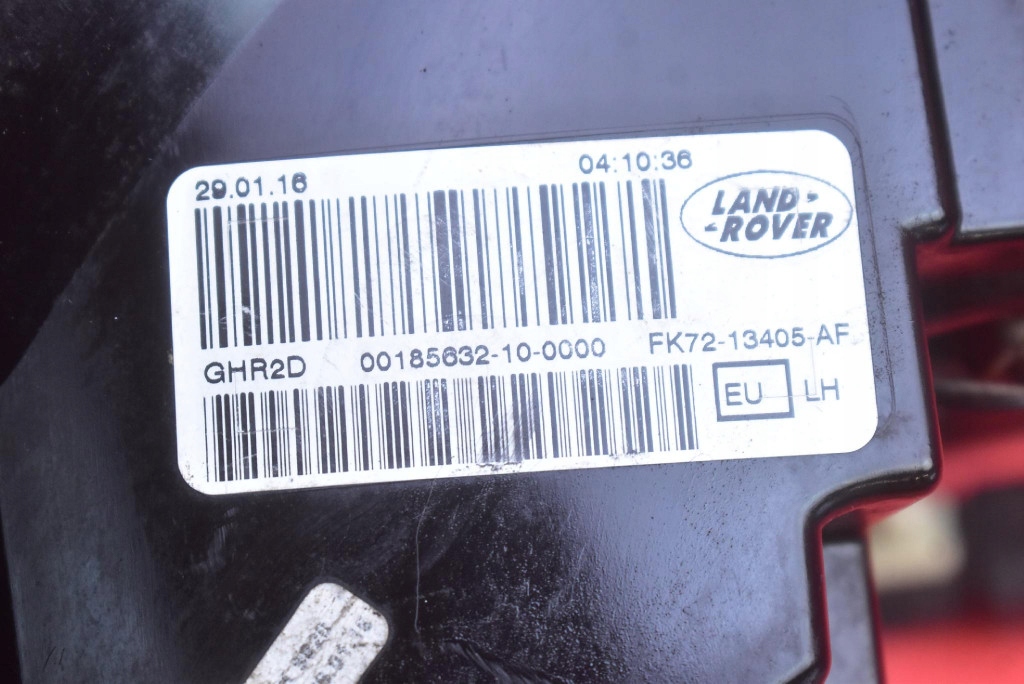 29.01.16 04:10:36
LAND
ROVER
GHR2D 00185632-10-0000 FK72-13405-AF
EU LH